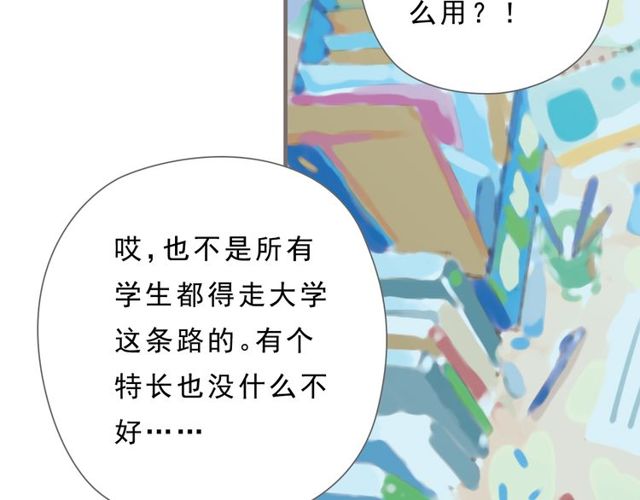 么用？！
哎，也不是所有
学生都得走大学
这条路的。有个
特长也没什么不
好……